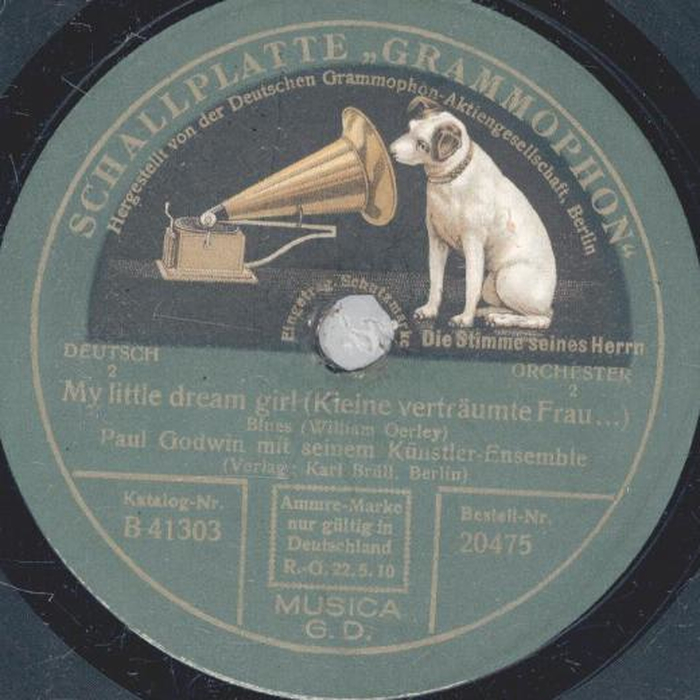 SCHALLPLATTE „GRAMMOPHON“
Hergestellt von der Deutschen Grammophon-Aktiengesellschaft, Berlin
Eingetrag. Schutzmarke
Die Stimme seines Herrn
DEUTSCH
2
ORCHESTER
2
My little dream girl (Kleine verträumte Frau...)
Blues (William Oerley)
Paul Godwin mit seinem Künstler-Ensemble
(Verlag: Karl Brüll, Berlin)
Katalog-Nr.
B 41303
Ammre-Marke
nur gültig in
Deutschland
R.-G. 22.5.10
Bestell-Nr.
20475
MUSICA
G. D.